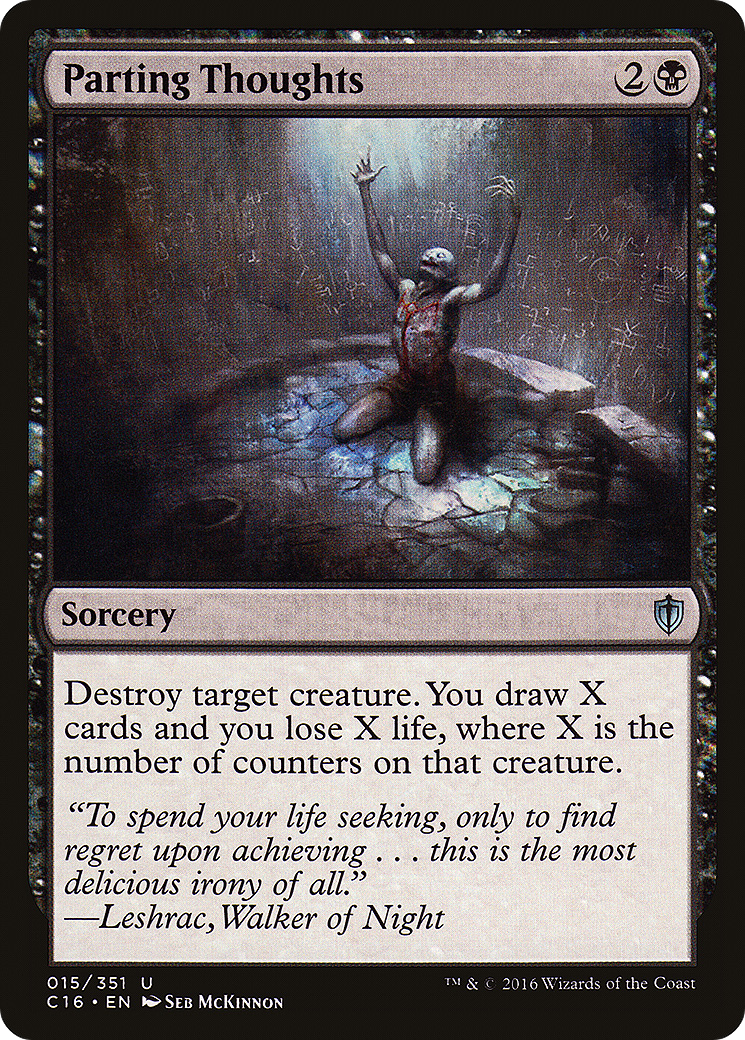 Parting Thoughts 2
Sorcery
Destroy target creature. You draw X
cards and you lose X life, where X is the
number of counters on that creature.
“To spend your life seeking, only to find
regret upon achieving . . . this is the most
delicious irony of all.”
—Leshrac, Walker of Night
015/351 U
C16 • EN Seb McKinnon
™ & © 2016 Wizards of the Coast